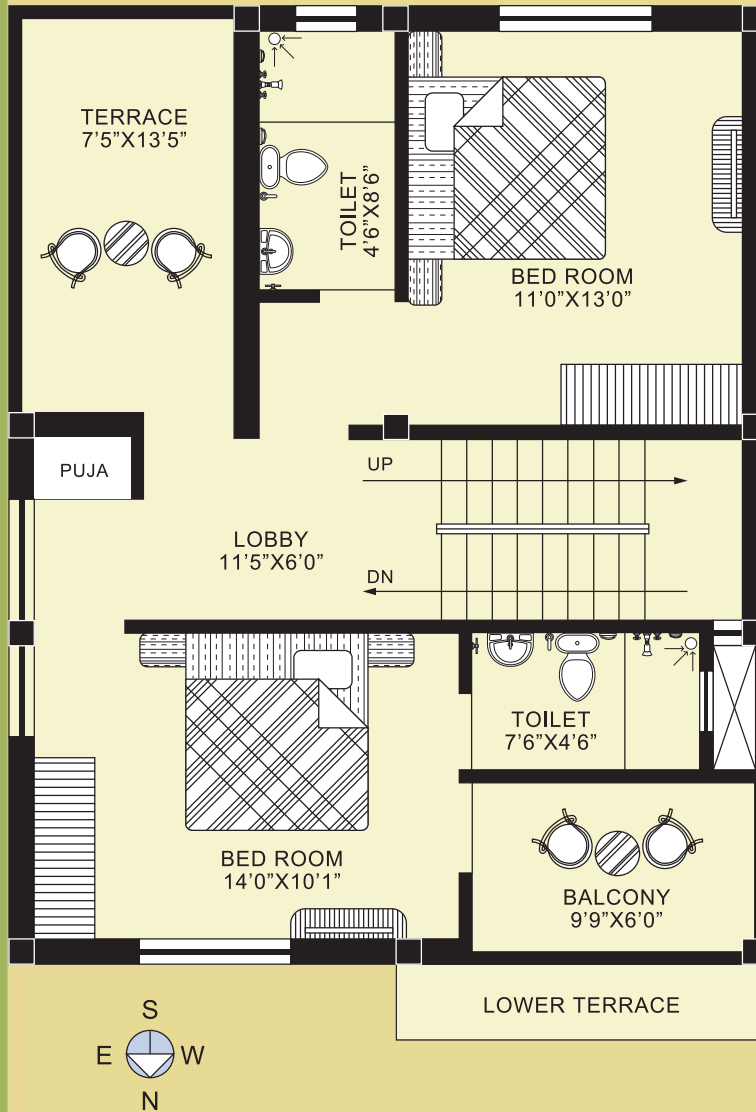 TERRACE
7’5”X13’5”
TOILET
4’6”X8’6”
BED ROOM
11’0”X13’0”
PUJA
UP
LOBBY
11’5”X6’0”
DN
TOILET
7’6”X4’6”
BED ROOM
14’0”X10’1”
BALCONY
9’9”X6’0”
LOWER TERRACE
S
E W
N